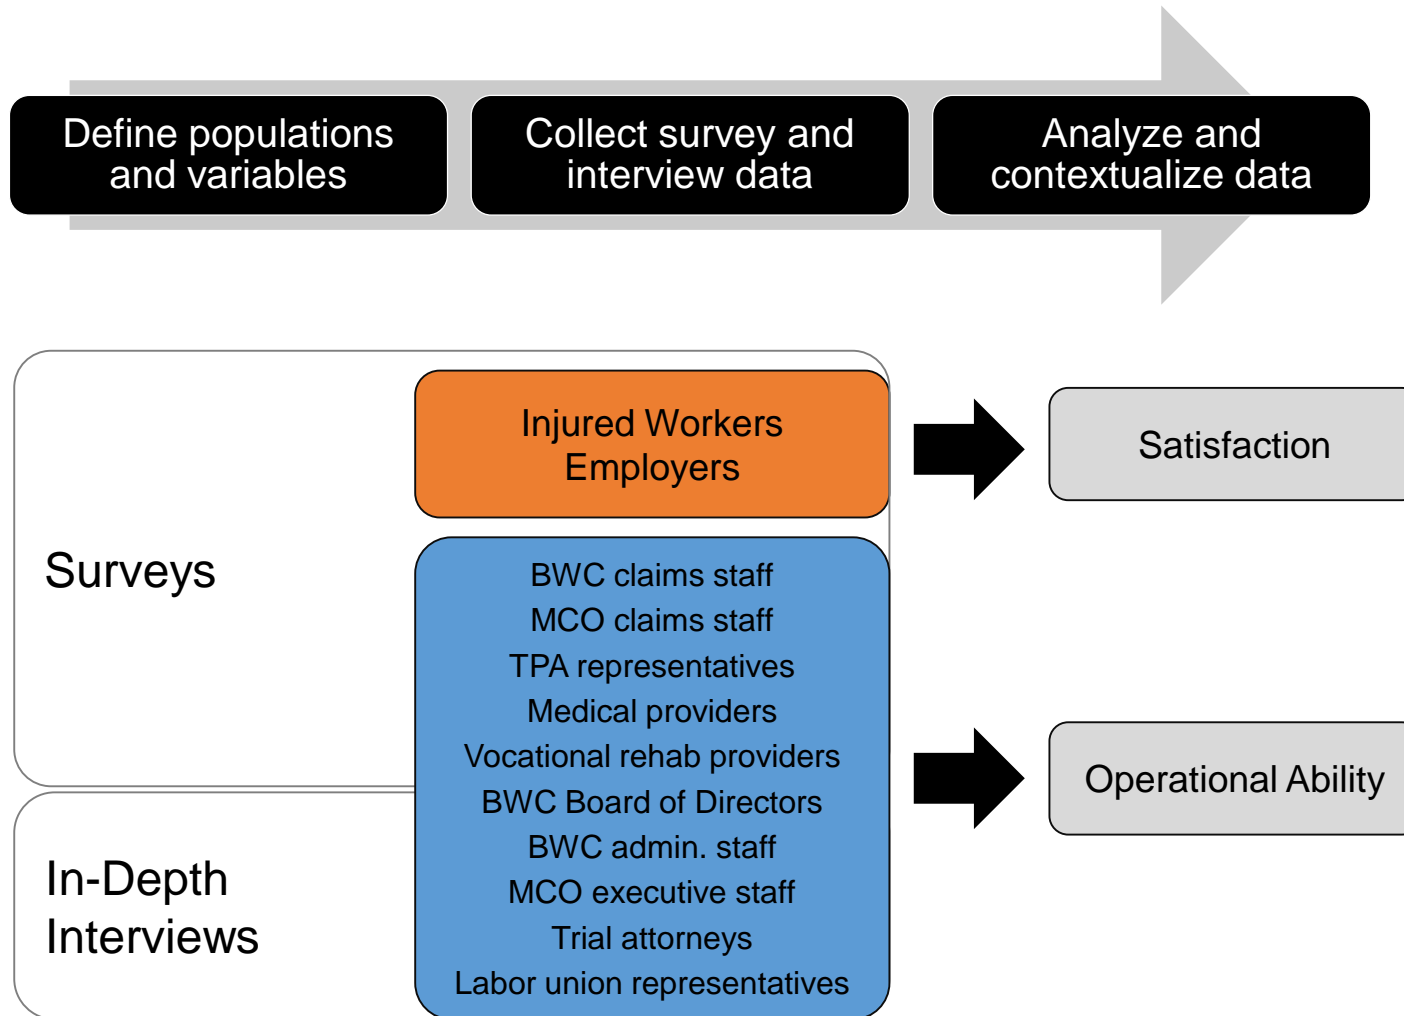 Define populations
and variables
Collect survey and
interview data
Analyze and
contextualize data
Surveys
Injured Workers
Employers
Satisfaction
BWC claims staff
MCO claims staff
TPA representatives
Medical providers
Vocational rehab providers
BWC Board of Directors
BWC admin. staff
MCO executive staff
Trial attorneys
Labor union representatives
Operational Ability
In-Depth
Interviews